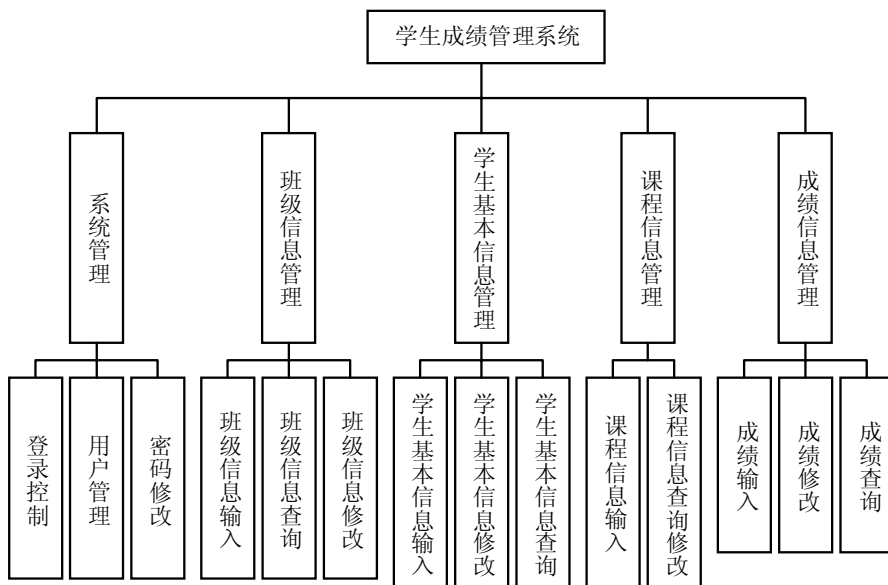 学生成绩管理系统
系统管理
班级信息管理
学生基本信息管理
课程信息管理
成绩信息管理
登录控制
用户管理
密码修改
班级信息输入
班级信息查询
班级信息修改
学生基本信息输入
学生基本信息修改
学生基本信息查询
课程信息输入
课程信息查询修改
成绩输入
成绩修改
成绩查询